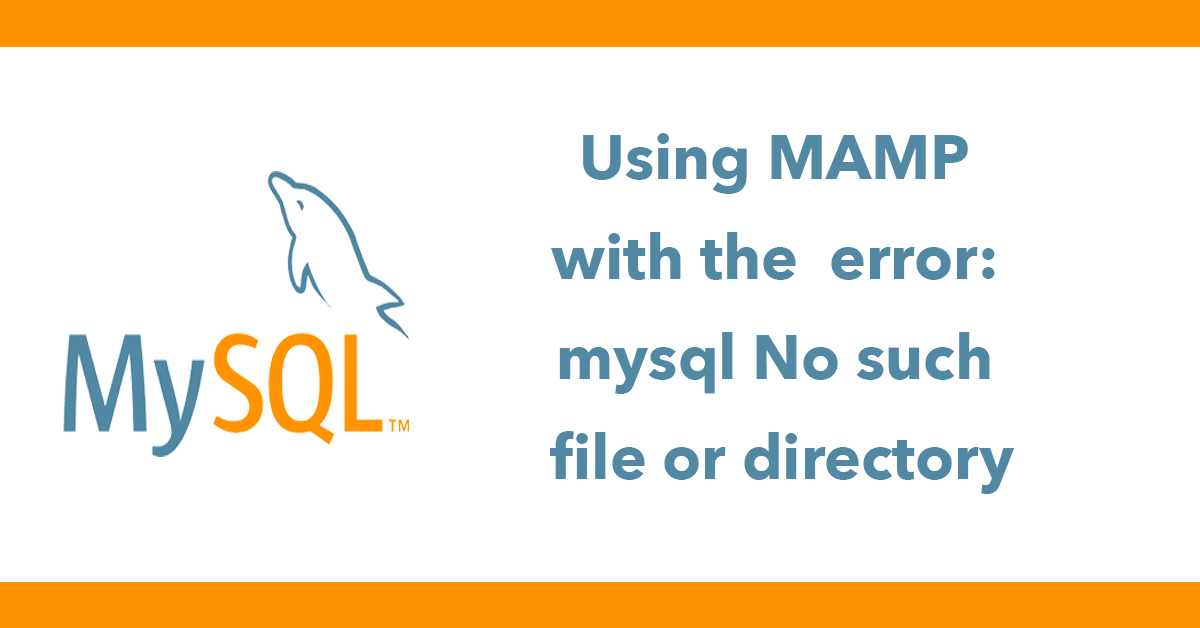 Using MAMP
with the  error:
mysql No such
file or directory
MySQL™